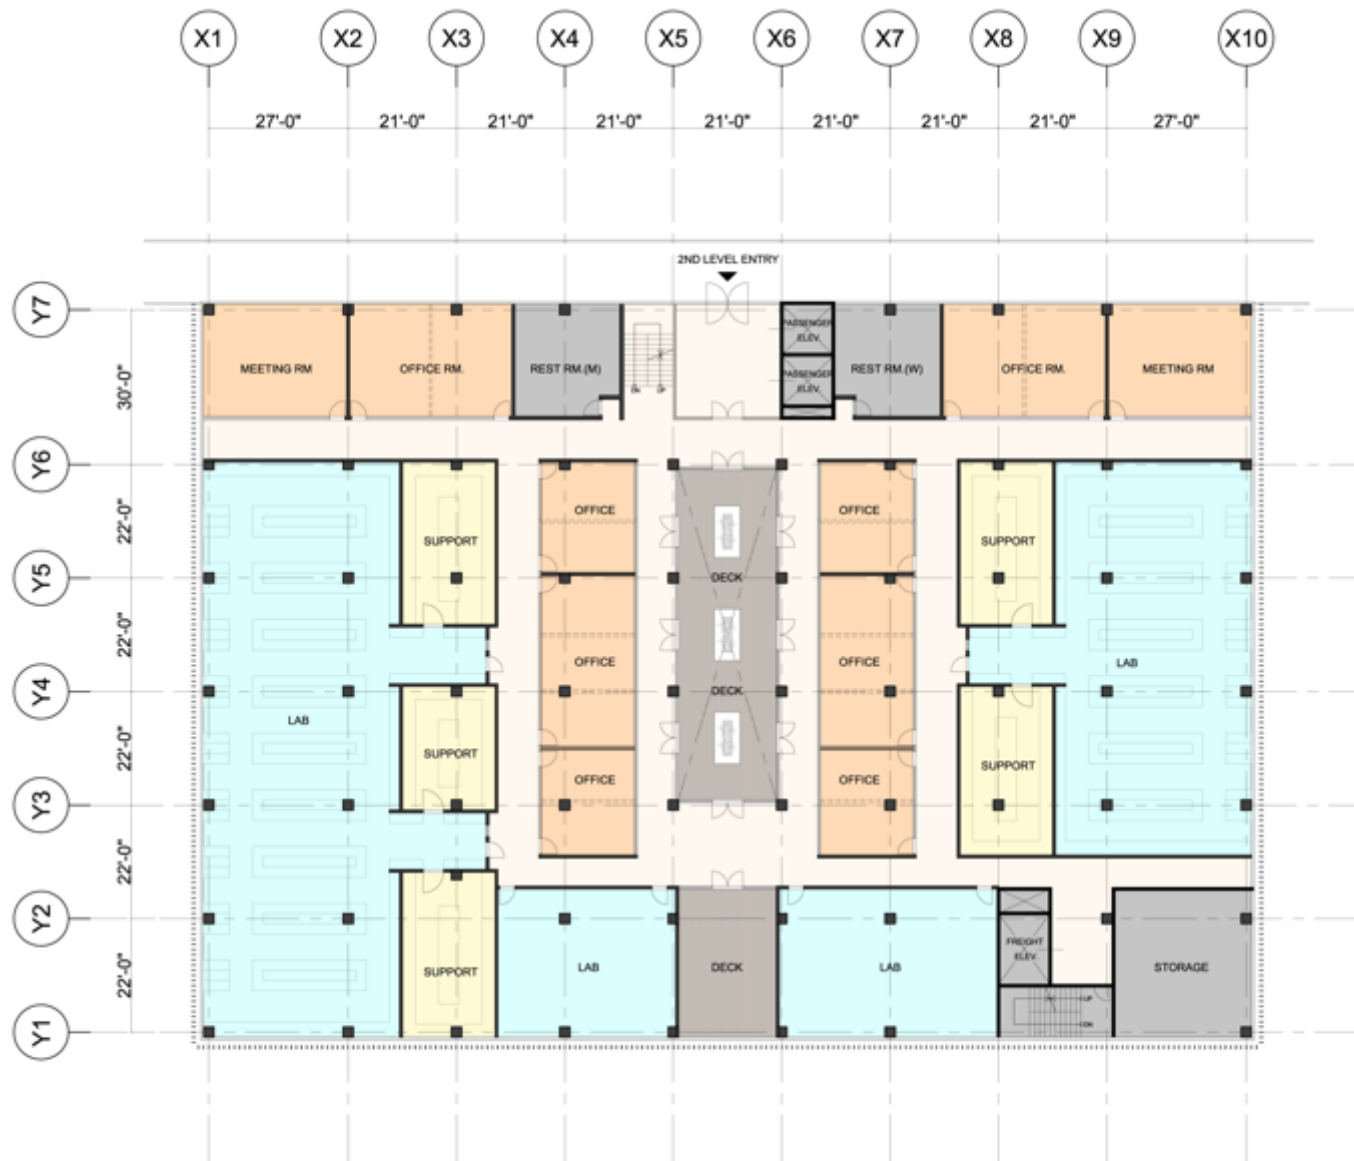 X1 X2 X3 X4 X5 X6 X7 X8 X9 X10
27'-0" 21'-0" 21'-0" 21'-0" 21'-0" 21'-0" 21'-0" 21'-0" 27'-0"
2ND LEVEL ENTRY
Y7
PASSENGER
ELEV.
MEETING RM OFFICE RM. REST RM.(M) REST RM.(W) OFFICE RM. MEETING RM
PASSENGER
ELEV.
DN UP
30'-0"
Y6
OFFICE OFFICE
22'-0"
SUPPORT SUPPORT
Y5
DECK
22'-0"
OFFICE OFFICE LAB
Y4
DECK
LAB
22'-0"
SUPPORT SUPPORT
OFFICE OFFICE
Y3
22'-0"
Y2
FREIGHT
ELEV.
SUPPORT LAB DECK LAB STORAGE
22'-0"
UP
DN
Y1